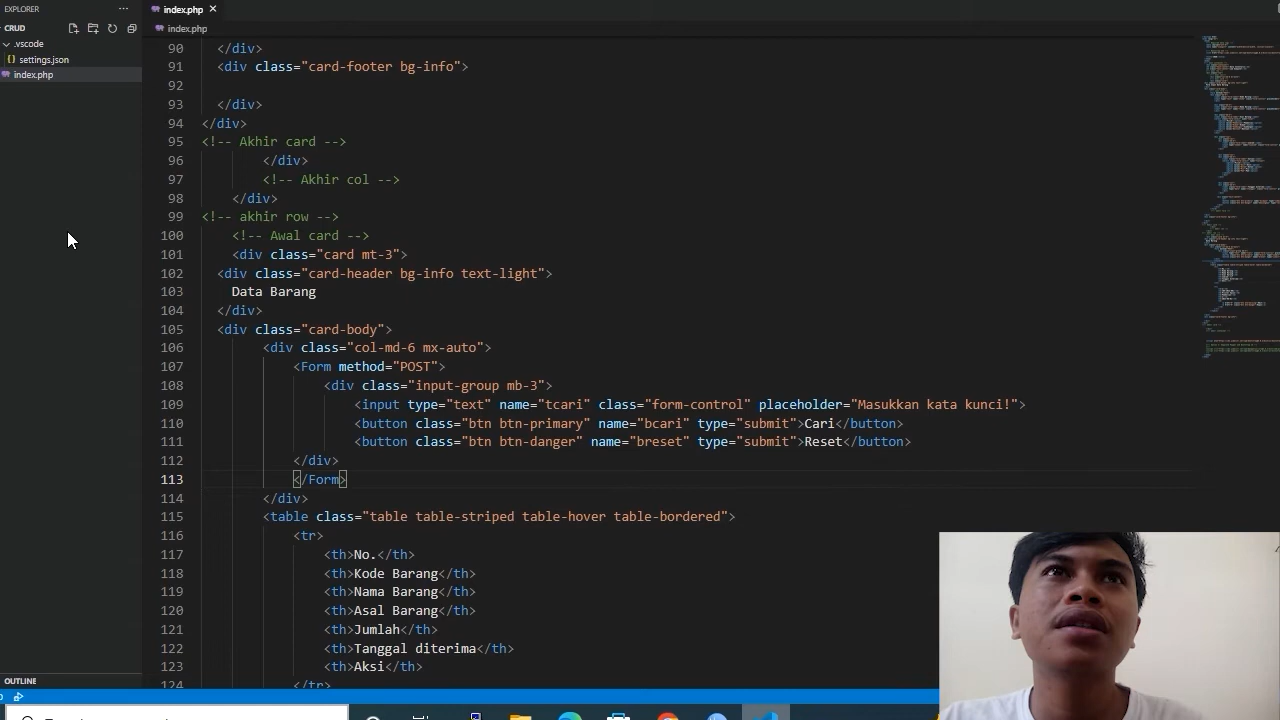 EXPLORER
···
index.php
CRUD
index.php
.vscode
settings.json
index.php
90 </div>
91 <div class="card-footer bg-info">
92
93 </div>
94 </div>
95 <!-- Akhir card -->
96 </div>
97 <!-- Akhir col -->
98 </div>
99 <!-- akhir row -->
100 <!-- Awal card -->
101 <div class="card mt-3">
102 <div class="card-header bg-info text-light">
103 Data Barang
104 </div>
105 <div class="card-body">
106 <div class="col-md-6 mx-auto">
107 <Form method="POST">
108 <div class="input-group mb-3">
109 <input type="text" name="tcari" class="form-control" placeholder="Masukkan kata kunci!">
110 <button class="btn btn-primary" name="bcari" type="submit">Cari</button>
111 <button class="btn btn-danger" name="breset" type="submit">Reset</button>
112 </div>
113 </Form>
114 </div>
115 <table class="table table-striped table-hover table-bordered">
116 <tr>
117 <th>No.</th>
118 <th>Kode Barang</th>
119 <th>Nama Barang</th>
120 <th>Asal Barang</th>
121 <th>Jumlah</th>
122 <th>Tanggal diterima</th>
123 <th>Aksi</th>
124 </tr>
OUTLINE